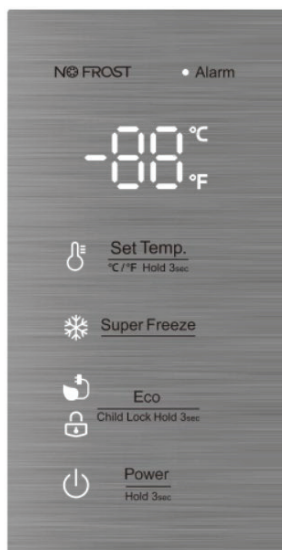 NO FROST
Alarm
-88 °C
°F
Set Temp.
°C/°F Hold 3sec
Super Freeze
Eco
Child Lock Hold 3sec
Power
Hold 3sec